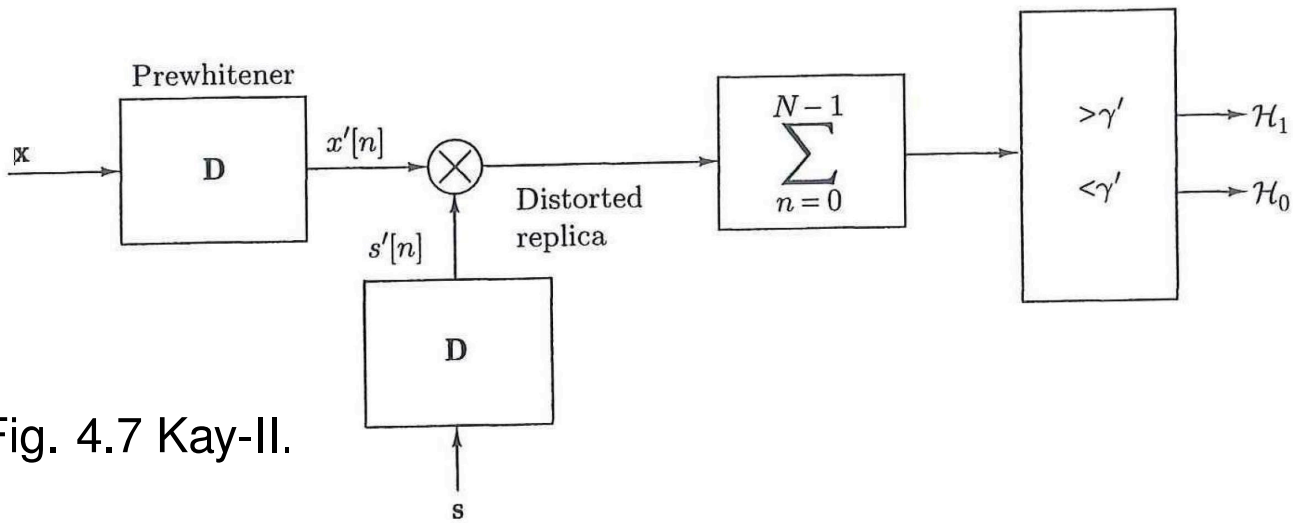 Prewhitener
x
D
x'[n]
s'[n]
Distorted
replica
D
s
N − 1
∑
n = 0
>γ'
<γ'
ℋ₁
ℋ₀
Fig. 4.7 Kay-II.